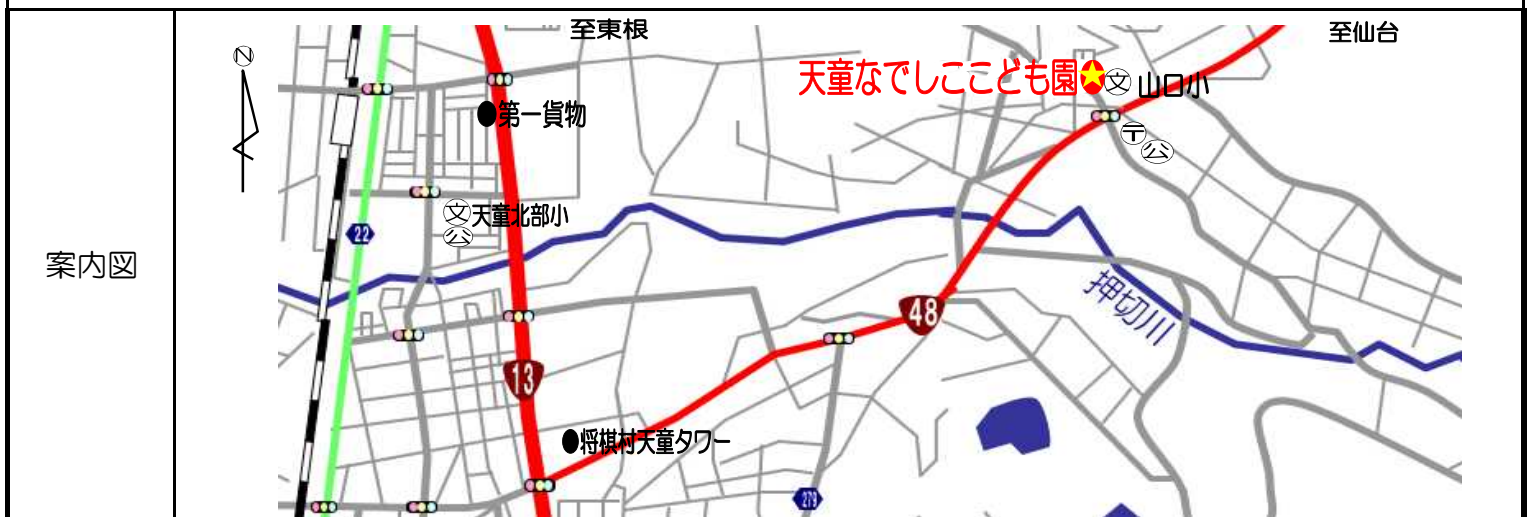 案内図
N
至東根
至仙台
天童なでしここども園
文
山口小
第一貨物
〒
公
文
天童北部小
公
22
押切川
48
13
将棋村天童タワー
279